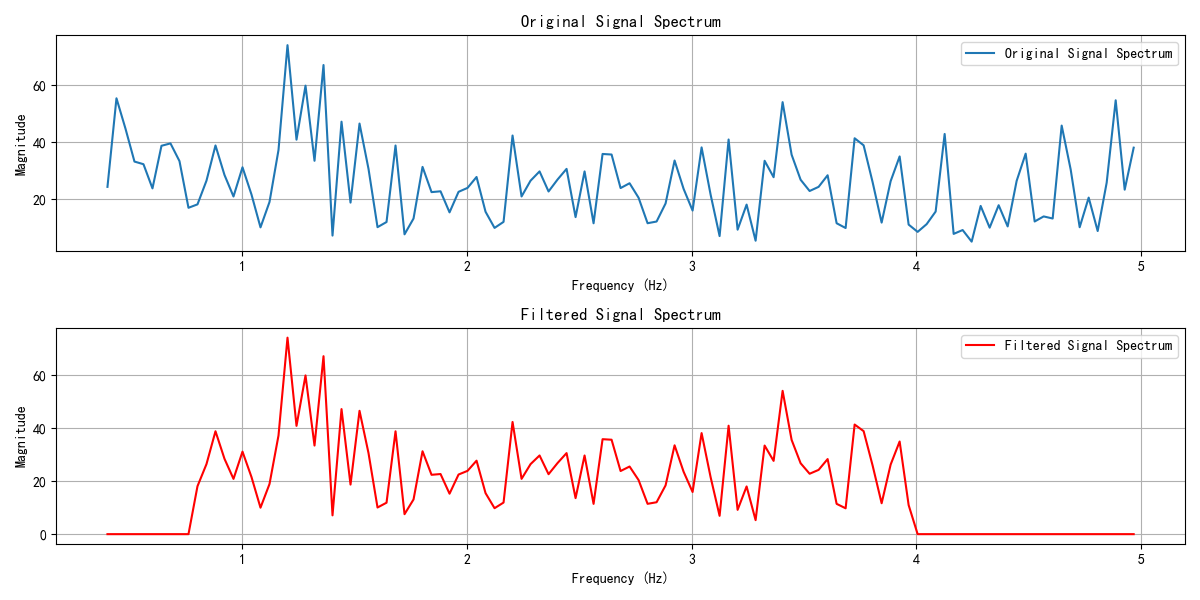 Original Signal Spectrum
Original Signal Spectrum
Magnitude
60
40
20
1 2 3 4 5
Frequency (Hz)
Filtered Signal Spectrum
Filtered Signal Spectrum
Magnitude
60
40
20
0
1 2 3 4 5
Frequency (Hz)